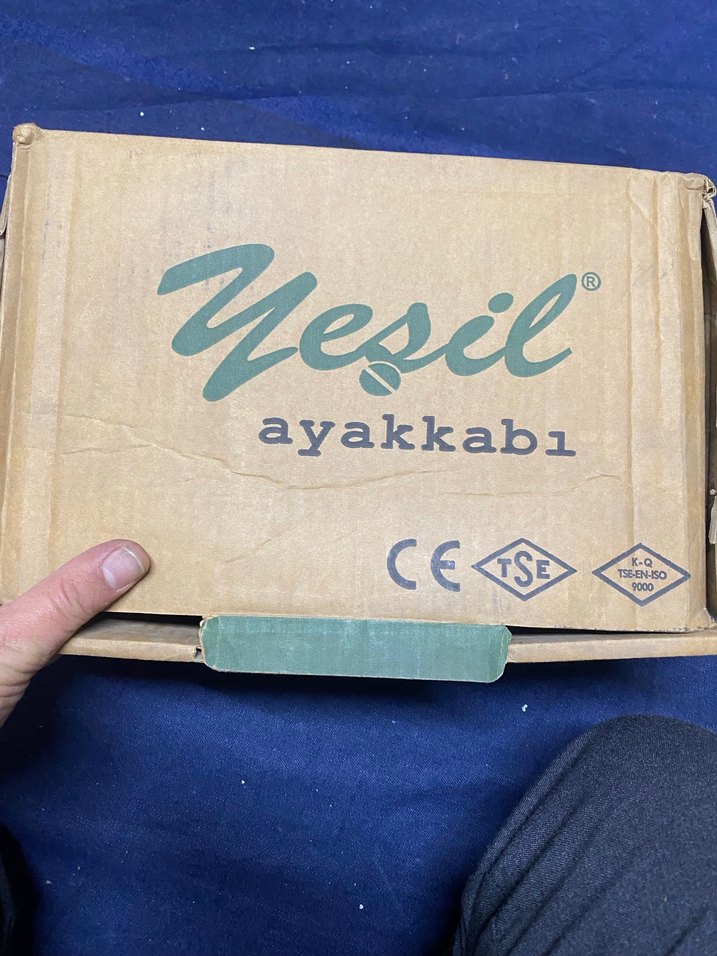 Yeşil®
ayakkabı
CE TSE K-Q
TSE-EN-ISO
9000